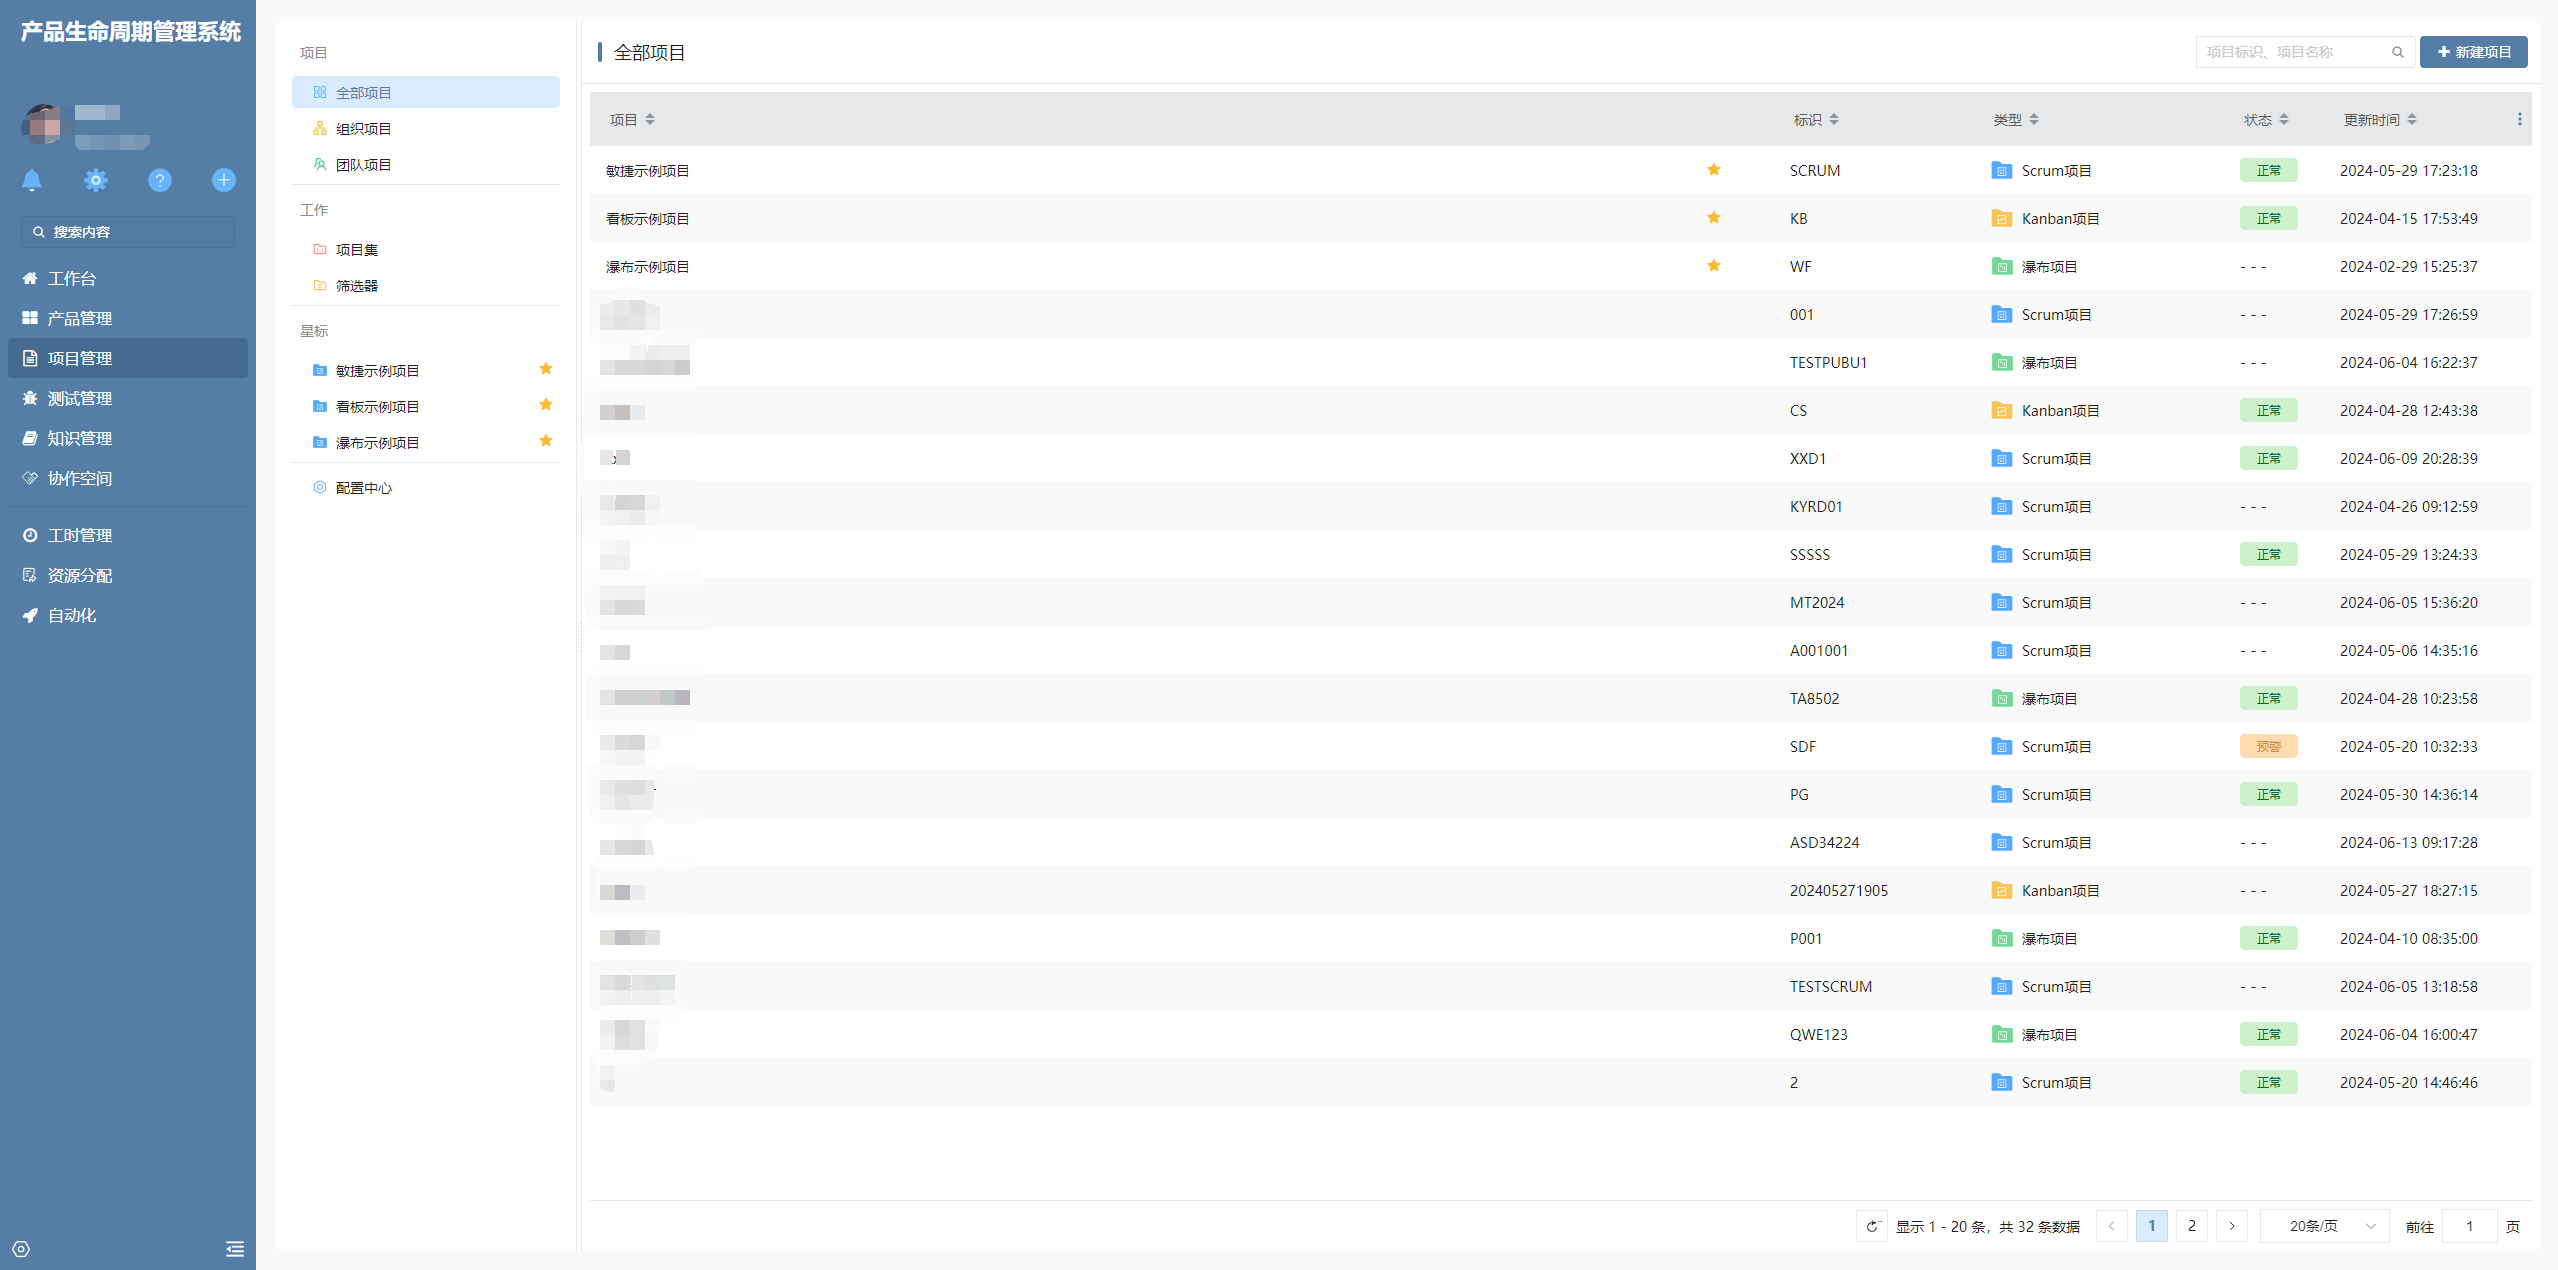 产品生命周期管理系统
搜索内容
工作台
产品管理
项目管理
测试管理
知识管理
协作空间
工时管理
资源分配
自动化
项目
全部项目
组织项目
团队项目
工作
项目集
筛选器
星标
敏捷示例项目
看板示例项目
瀑布示例项目
配置中心
全部项目
项目标识、项目名称
新建项目
项目 标识 类型 状态 更新时间
敏捷示例项目 SCRUM Scrum项目 正常 2024-05-29 17:23:18
看板示例项目 KB Kanban项目 正常 2024-04-15 17:53:49
瀑布示例项目 WF 瀑布项目 - - - 2024-02-29 15:25:37
001 Scrum项目 - - - 2024-05-29 17:26:59
TESTPUBU1 瀑布项目 - - - 2024-06-04 16:22:37
CS Kanban项目 正常 2024-04-28 12:43:38
XXD1 Scrum项目 正常 2024-06-09 20:28:39
KYRD01 Scrum项目 - - - 2024-04-26 09:12:59
SSSSS Scrum项目 正常 2024-05-29 13:24:33
MT2024 Scrum项目 - - - 2024-06-05 15:36:20
A001001 Scrum项目 - - - 2024-05-06 14:35:16
TA8502 瀑布项目 正常 2024-04-28 10:23:58
SDF Scrum项目 预警 2024-05-20 10:32:33
PG Scrum项目 正常 2024-05-30 14:36:14
ASD34224 Scrum项目 - - - 2024-06-13 09:17:28
202405271905 Kanban项目 - - - 2024-05-27 18:27:15
P001 瀑布项目 正常 2024-04-10 08:35:00
TESTSCRUM Scrum项目 - - - 2024-06-05 13:18:58
QWE123 瀑布项目 正常 2024-06-04 16:00:47
2 Scrum项目 正常 2024-05-20 14:46:46
显示 1 - 20 条，共 32 条数据 1 2 20条/页 前往 1 页